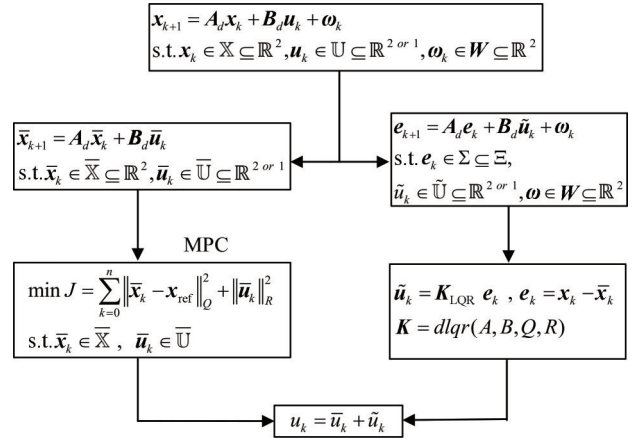 x_{k+1} = A_d x_k + B_d u_k + ω_k
s.t. x_k ∈ 𝕏 ⊆ ℝ^2, u_k ∈ 𝕌 ⊆ ℝ^{2 or 1}, ω_k ∈ W ⊆ ℝ^2
x̄_{k+1} = A_d x̄_k + B_d ū_k
s.t. x̄_k ∈ 𝕏̄ ⊆ ℝ^2, ū_k ∈ 𝕌̄ ⊆ ℝ^{2 or 1}
e_{k+1} = A_d e_k + B_d ũ_k + ω_k
s.t. e_k ∈ Σ ⊆ Ξ,
ũ_k ∈ 𝕌̃ ⊆ ℝ^{2 or 1}, ω ∈ W ⊆ ℝ^2
MPC
min J = ∑_{k=0}^{n} ‖x̄_k − x_ref‖_Q^2 + ‖ū_k‖_R^2
s.t. x̄_k ∈ 𝕏̄ , ū_k ∈ 𝕌̄
ũ_k = K_LQR e_k , e_k = x_k − x̄_k
K = dlqr(A, B, Q, R)
u_k = ū_k + ũ_k